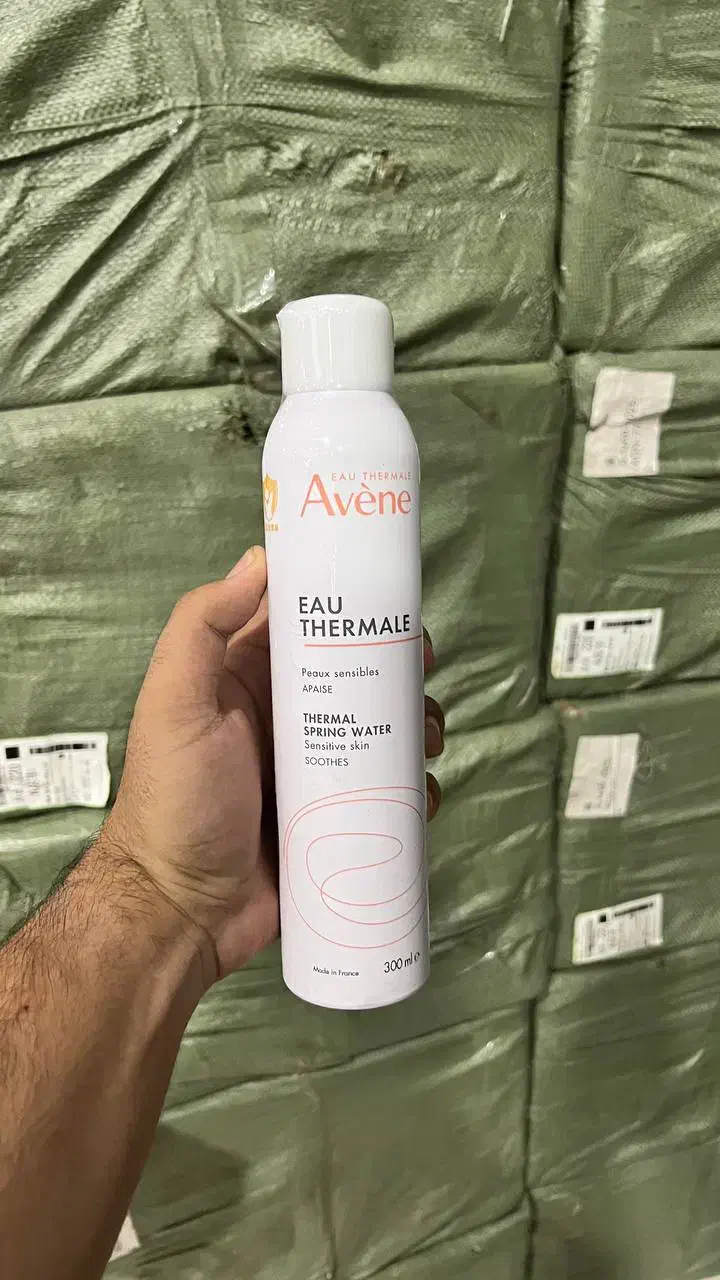 EAU THERMALE
Avène
EAU
THERMALE
Peaux sensibles
APAISE
THERMAL
SPRING WATER
Sensitive skin
SOOTHES
Made in France
300 ml e